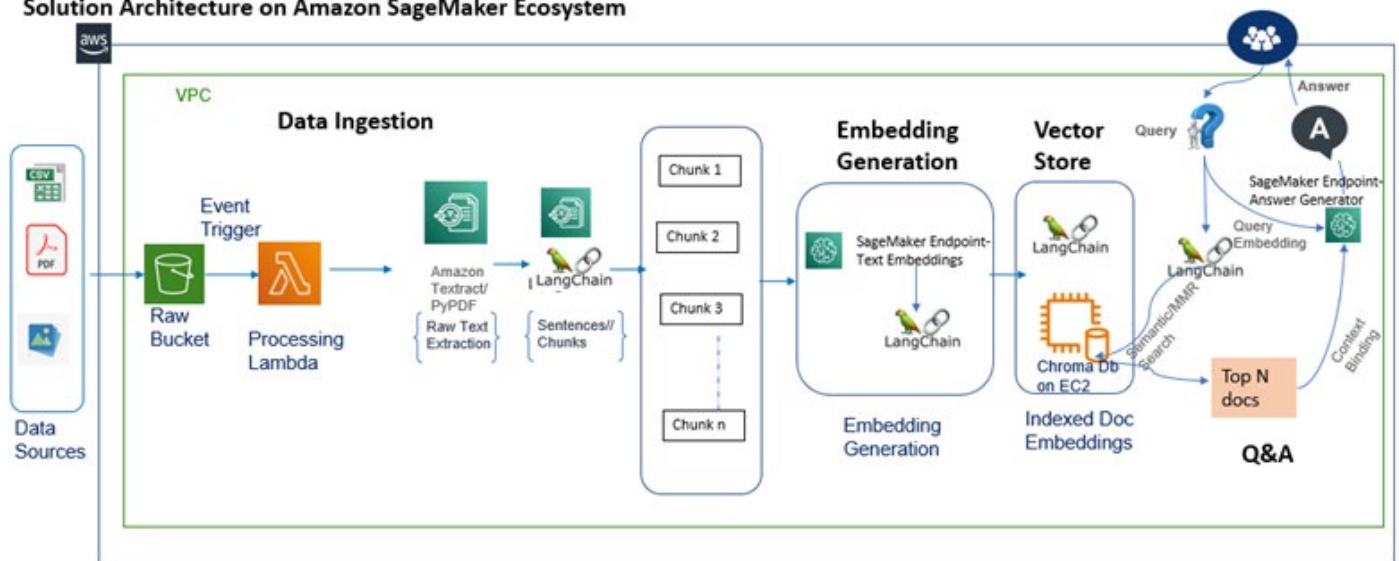 Solution Architecture on Amazon SageMaker Ecosystem
aws
VPC
Data Ingestion
CSV
PDF
Data
Sources
Raw
Bucket
Event
Trigger
Processing
Lambda
Amazon
Textract/
PyPDF
Raw Text
Extraction
LangChain
Sentences//
Chunks
Chunk 1
Chunk 2
Chunk 3
Chunk n
Embedding
Generation
SageMaker Endpoint-
Text Embeddings
LangChain
Embedding
Generation
Vector
Store
LangChain
Chroma Db
on EC2
Indexed Doc
Embeddings
Query
Answer
A
SageMaker Endpoint-
Answer Generator
Query
Embedding
LangChain
Semantic/MMR
Search
Top N
docs
Context
Binding
Q&A